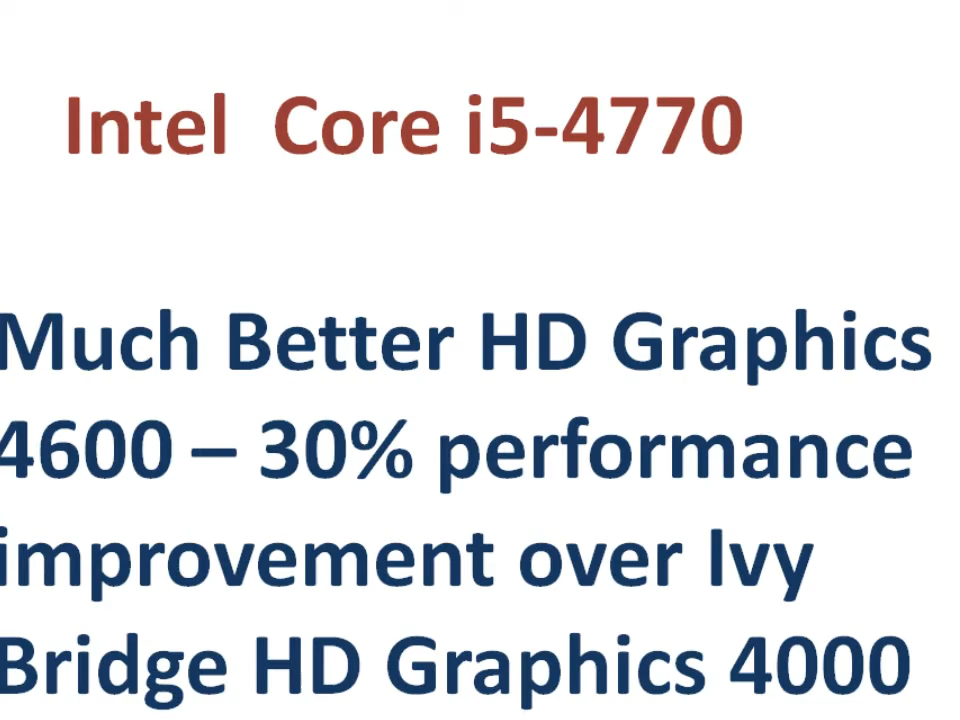 Intel Core i5-4770
Much Better HD Graphics
4600 – 30% performance
improvement over Ivy
Bridge HD Graphics 4000